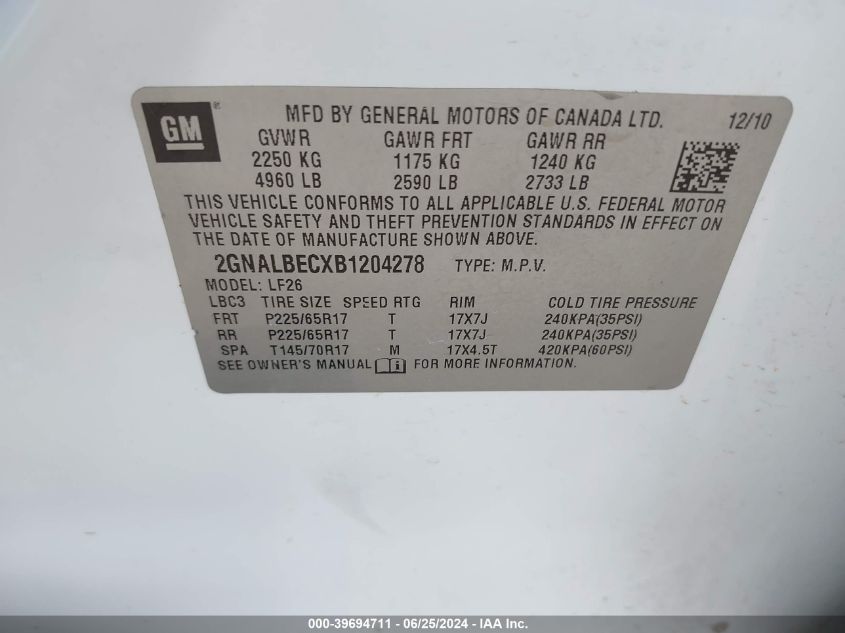 GM®
MFD BY GENERAL MOTORS OF CANADA LTD. 12/10
GVWR GAWR FRT GAWR RR
2250 KG 1175 KG 1240 KG
4960 LB 2590 LB 2733 LB
THIS VEHICLE CONFORMS TO ALL APPLICABLE U.S. FEDERAL MOTOR
VEHICLE SAFETY AND THEFT PREVENTION STANDARDS IN EFFECT ON
THE DATE OF MANUFACTURE SHOWN ABOVE.
2GNALBECXB1204278 TYPE: M.P.V.
MODEL: LF26
LBC3 TIRE SIZE SPEED RTG RIM COLD TIRE PRESSURE
FRT P225/65R17 T 17X7J 240KPA(35PSI)
RR P225/65R17 T 17X7J 240KPA(35PSI)
SPA T145/70R17 M 17X4.5T 420KPA(60PSI)
SEE OWNER'S MANUAL i FOR MORE INFORMATION.
000-39694711 - 06/25/2024 - IAA Inc.